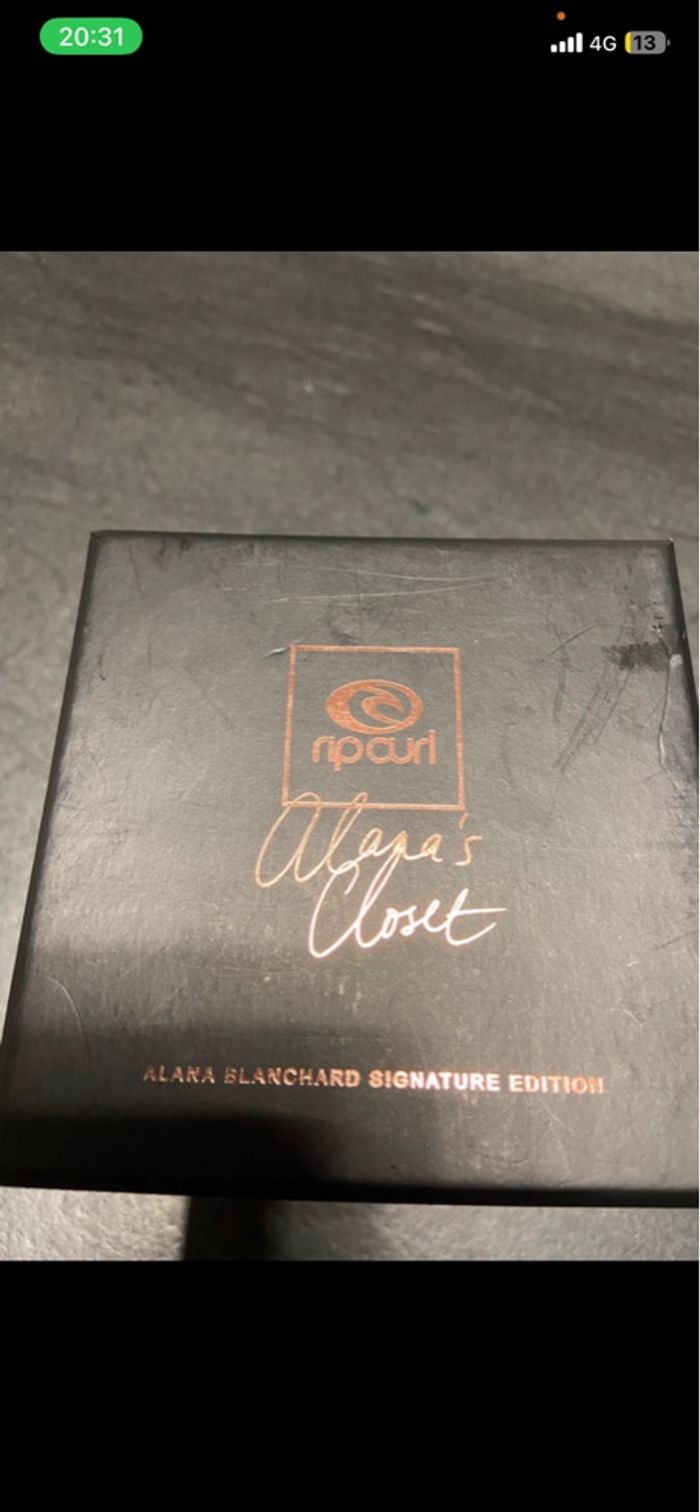 20:31
4G
13
ripcurl
Alana's
Closet
ALANA BLANCHARD SIGNATURE EDITION